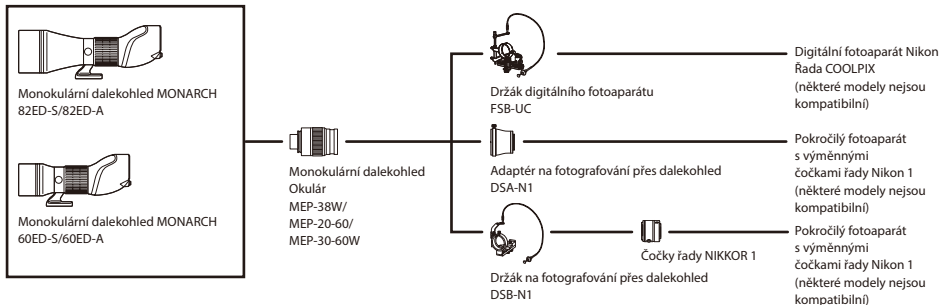 Monokulární dalekohled MONARCH
82ED-S/82ED-A
Monokulární dalekohled MONARCH
60ED-S/60ED-A
Monokulární dalekohled
Okulár
MEP-38W/
MEP-20-60/
MEP-30-60W
Držák digitálního fotoaparátu
FSB-UC
Digitální fotoaparát Nikon
Řada COOLPIX
(některé modely nejsou
kompatibilní)
Adaptér na fotografování přes dalekohled
DSA-N1
Pokročilý fotoaparát
s výměnnými
čočkami řady Nikon 1
(některé modely nejsou
kompatibilní)
Držák na fotografování přes dalekohled
DSB-N1
Čočky řady NIKKOR 1
Pokročilý fotoaparát
s výměnnými
čočkami řady Nikon 1
(některé modely nejsou
kompatibilní)